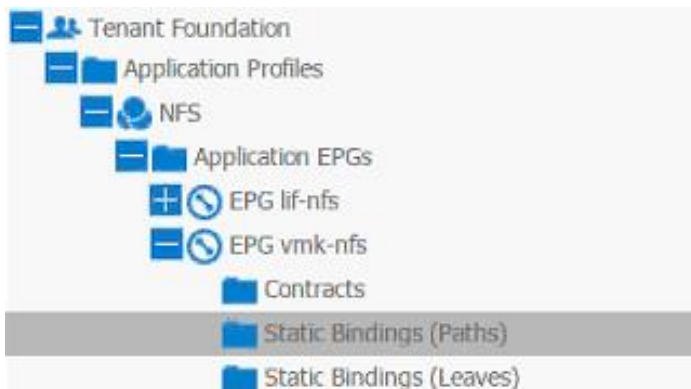 Tenant Foundation
Application Profiles
NFS
Application EPGs
EPG lif-nfs
EPG vmk-nfs
Contracts
Static Bindings (Paths)
Static Bindings (Leaves)